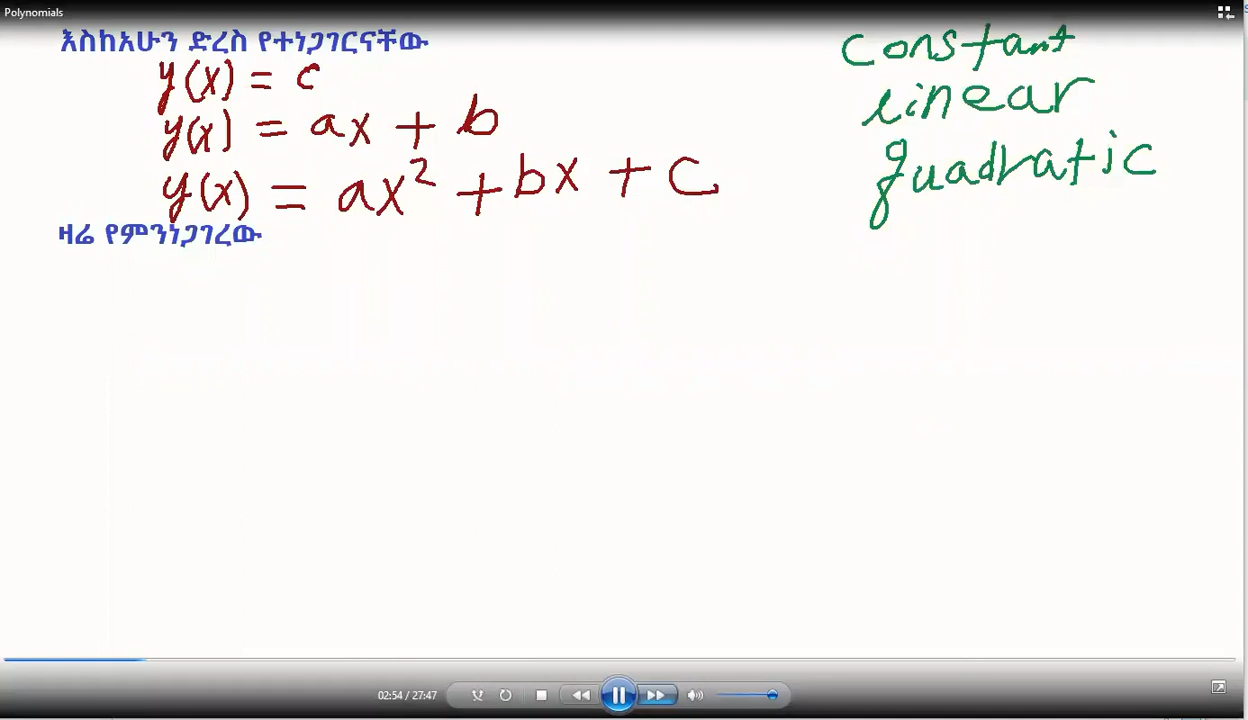 Polynomials
እስከአሁን ድረስ የተነጋገርናቸው
y(x) = c constant
y(x) = ax + b linear
y(x) = ax² + bx + c quadratic
ዛሬ የምንነጋገረው
02:54 / 27:47